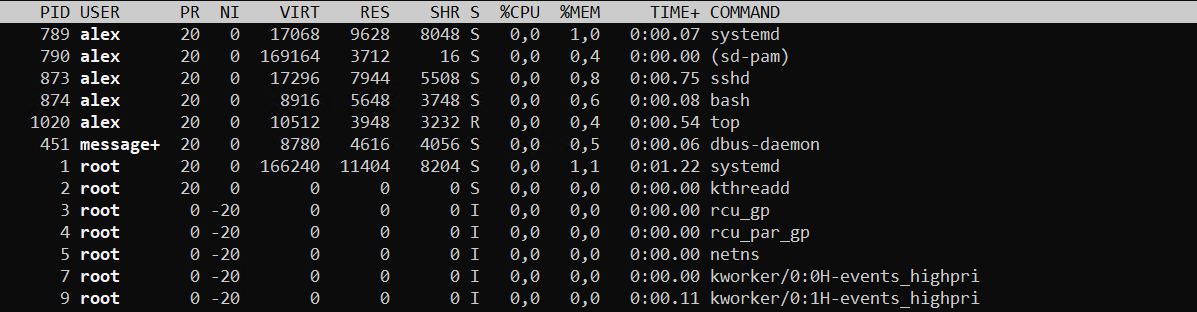 PID USER PR NI VIRT RES SHR S %CPU %MEM TIME+ COMMAND
789 alex 20 0 17068 9628 8048 S 0,0 1,0 0:00.07 systemd
790 alex 20 0 169164 3712 16 S 0,0 0,4 0:00.00 (sd-pam)
873 alex 20 0 17296 7944 5508 S 0,0 0,8 0:00.75 sshd
874 alex 20 0 8916 5648 3748 S 0,0 0,6 0:00.08 bash
1020 alex 20 0 10512 3948 3232 R 0,0 0,4 0:00.54 top
451 message+ 20 0 8780 4616 4056 S 0,0 0,5 0:00.06 dbus-daemon
1 root 20 0 166240 11404 8204 S 0,0 1,1 0:01.22 systemd
2 root 20 0 0 0 0 S 0,0 0,0 0:00.00 kthreadd
3 root 0 -20 0 0 0 I 0,0 0,0 0:00.00 rcu_gp
4 root 0 -20 0 0 0 I 0,0 0,0 0:00.00 rcu_par_gp
5 root 0 -20 0 0 0 I 0,0 0,0 0:00.00 netns
7 root 0 -20 0 0 0 I 0,0 0,0 0:00.00 kworker/0:0H-events_highpri
9 root 0 -20 0 0 0 I 0,0 0,0 0:00.11 kworker/0:1H-events_highpri